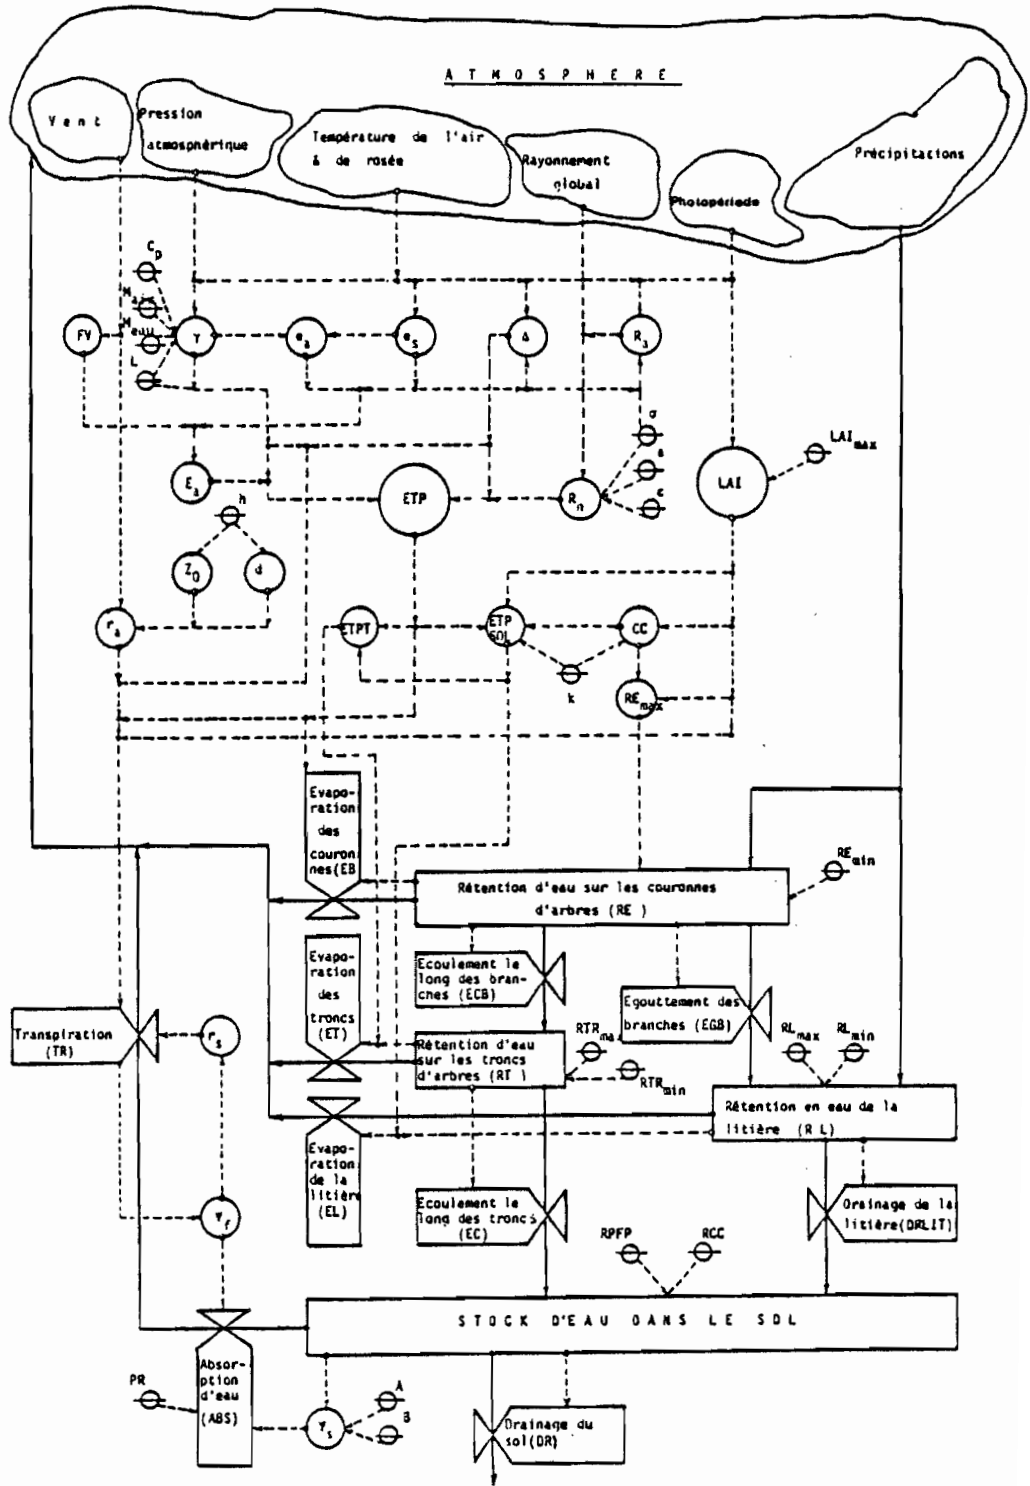 A T M O S P H E R E
Vent
Pression
atmosphérique
Température de l'air
& de rosée
Rayonnement
global
Photopériode
Précipitations
C_p
M_air
M_eau
L
FV
γ
e_a
e_s
Δ
R_a
σ
a
ε
LAI_max
E_a
h
ETP
R_n
LAI
Z_0
d
r_a
ETPT
ETP
SOL
CC
k
RE_max
Evapo-
ration
des
couron
nes(EB
RE_min
Rétention d'eau sur les couronnes
d'arbres (RE )
Evapo-
ration
des
troncs
(ET)
Ecoulement le
long des bran-
ches (ECB)
Egouttement des
branches (EGB)
Transpiration
(TR)
r_s
Rétention d'eau
sur les troncs
d'arbres (RT )
RTR_max
RTR_min
RL_max
RL_min
Rétention en eau de la
litière (R L)
Evapo-
ration
de la
litière
(EL)
Ecoulement le
long des troncs
(EC)
Drainage de la
litière(DRLIT)
Ψ_f
RPFP
RCC
STOCK D'EAU DANS LE SOL
PR
Absor-
ption
d'eau
(ABS)
Ψ_s
A
B
Drainage du
sol(DR)